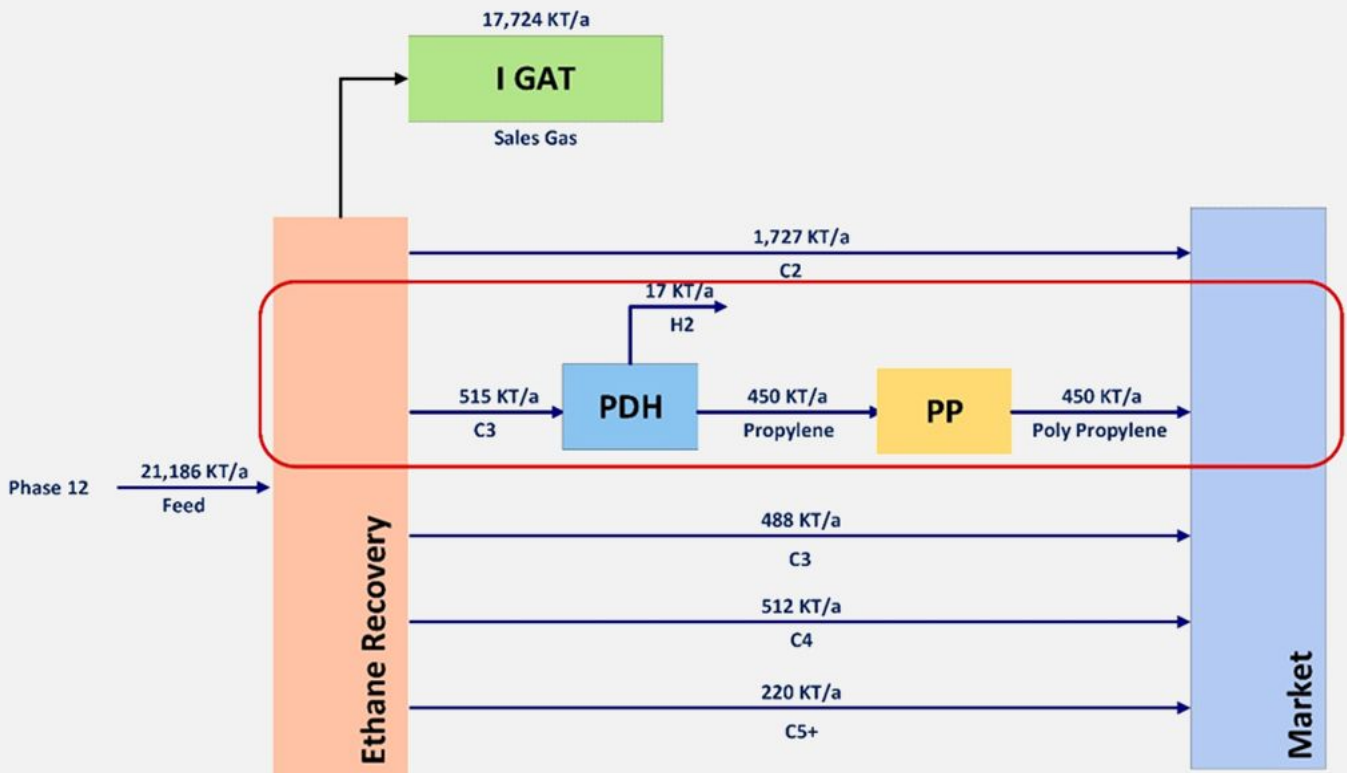 17,724 KT/a
I GAT
Sales Gas
1,727 KT/a
C2
17 KT/a
H2
515 KT/a
C3
PDH
450 KT/a
Propylene
PP
450 KT/a
Poly Propylene
Phase 12
21,186 KT/a
Feed
Ethane Recovery
488 KT/a
C3
512 KT/a
C4
220 KT/a
C5+
Market